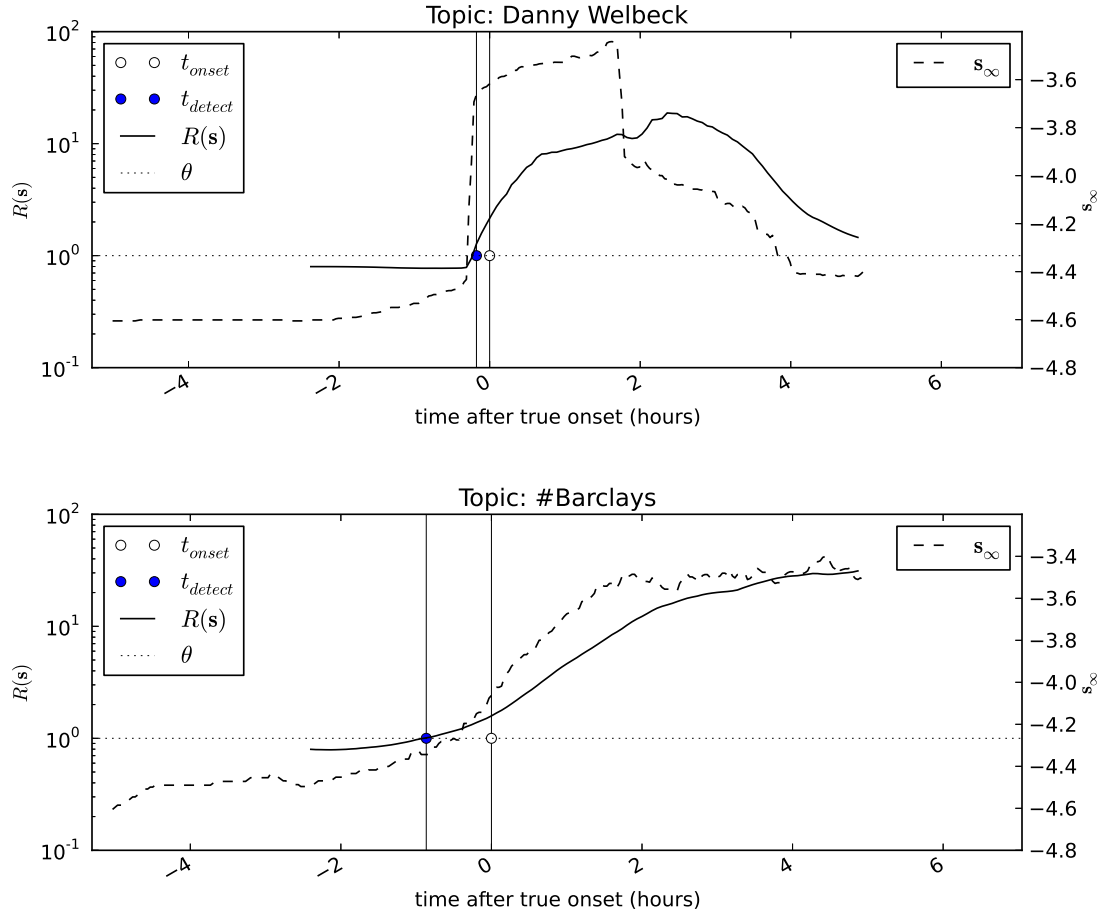 Topic: Danny Welbeck
10^2
10^1
10^0
10^-1
R(s)
t_onset
t_detect
R(s)
θ
s_∞
−3.6
−3.8
−4.0
−4.2
−4.4
−4.6
−4.8
s_∞
−4
−2
0
2
4
6
time after true onset (hours)
Topic: #Barclays
10^2
10^1
10^0
10^-1
R(s)
t_onset
t_detect
R(s)
θ
s_∞
−3.4
−3.6
−3.8
−4.0
−4.2
−4.4
−4.6
−4.8
s_∞
−4
−2
0
2
4
6
time after true onset (hours)